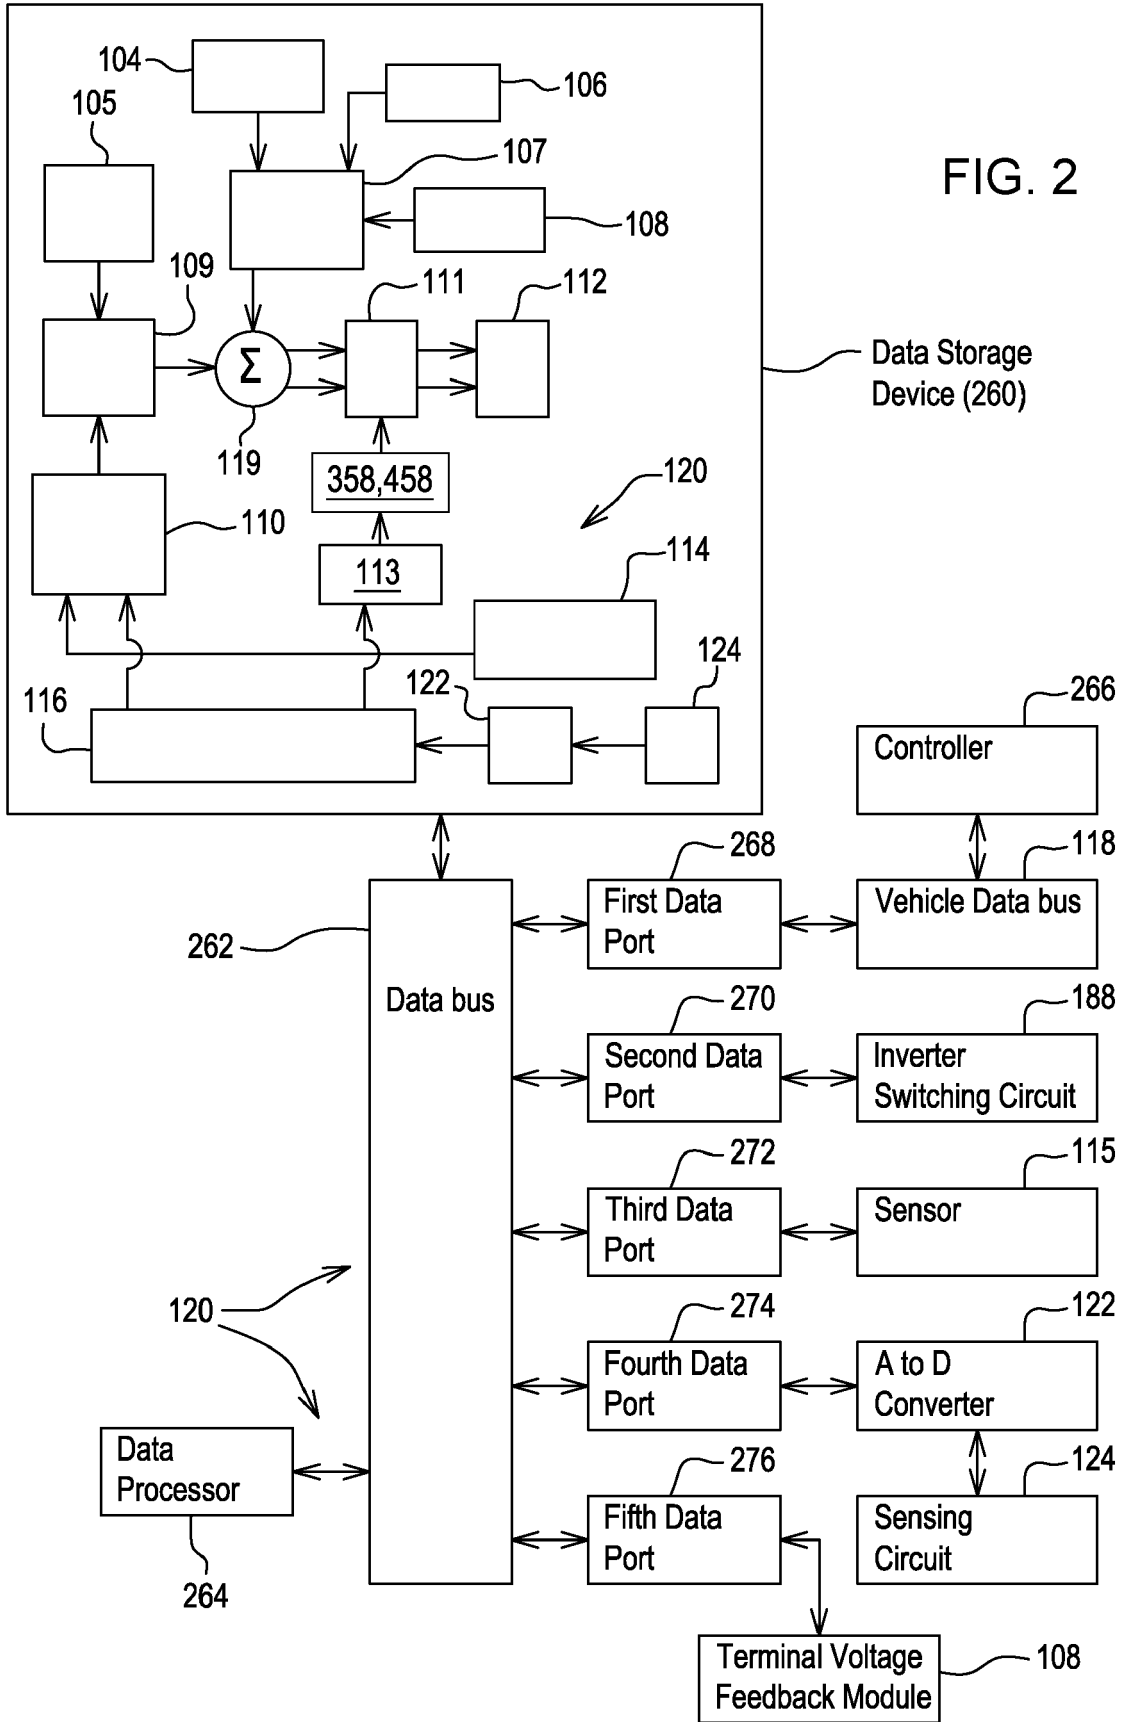 104
106
105
107
FIG. 2
108
109
111
112
Σ
Data Storage
Device (260)
119
358,458
120
110
113
114
124
122
116
266
Controller
268
118
First Data
Port
Vehicle Data bus
262
Data bus
270
188
Second Data
Port
Inverter
Switching Circuit
272
115
Third Data
Port
Sensor
120
274
122
Fourth Data
Port
A to D
Converter
Data
Processor
264
276
124
Fifth Data
Port
Sensing
Circuit
Terminal Voltage
Feedback Module
108